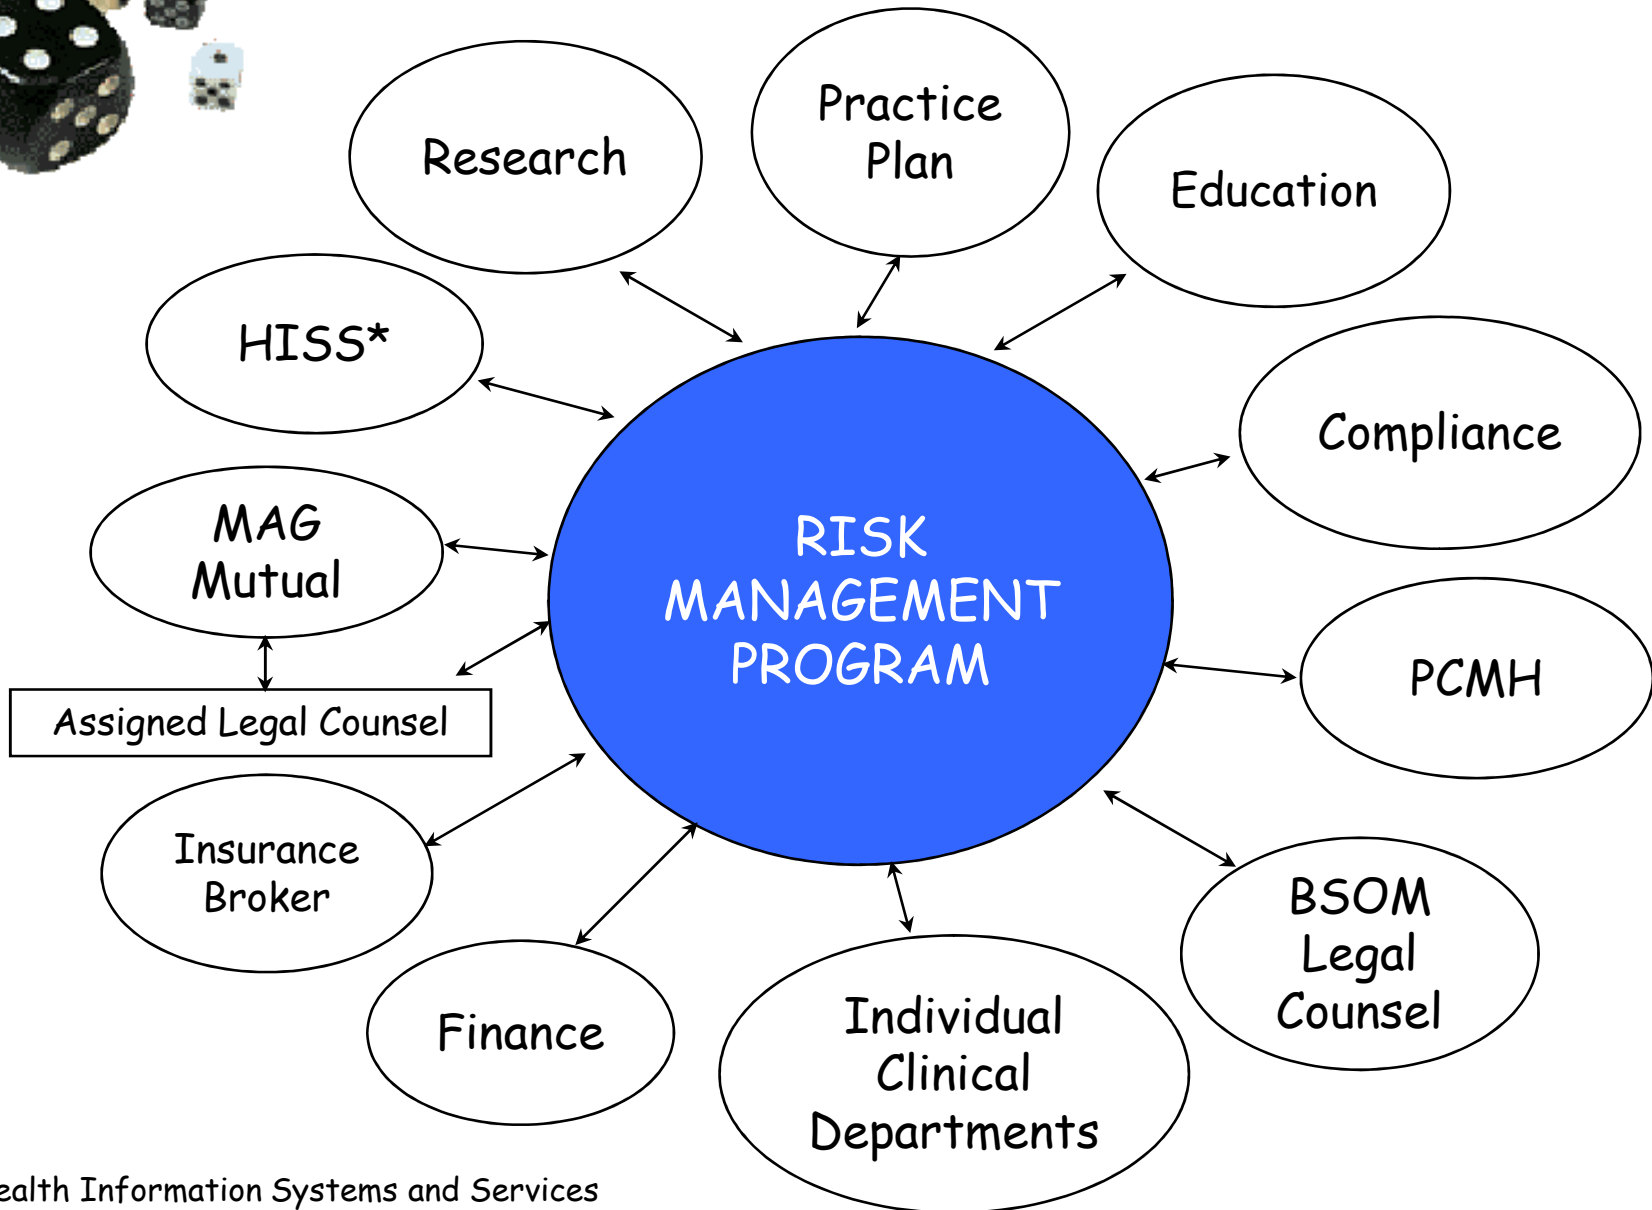 Practice
Plan
Research
Education
HISS*
Compliance
MAG
Mutual
RISK
MANAGEMENT
PROGRAM
PCMH
Assigned Legal Counsel
Insurance
Broker
BSOM
Legal
Counsel
Finance
Individual
Clinical
Departments
ealth Information Systems and Services